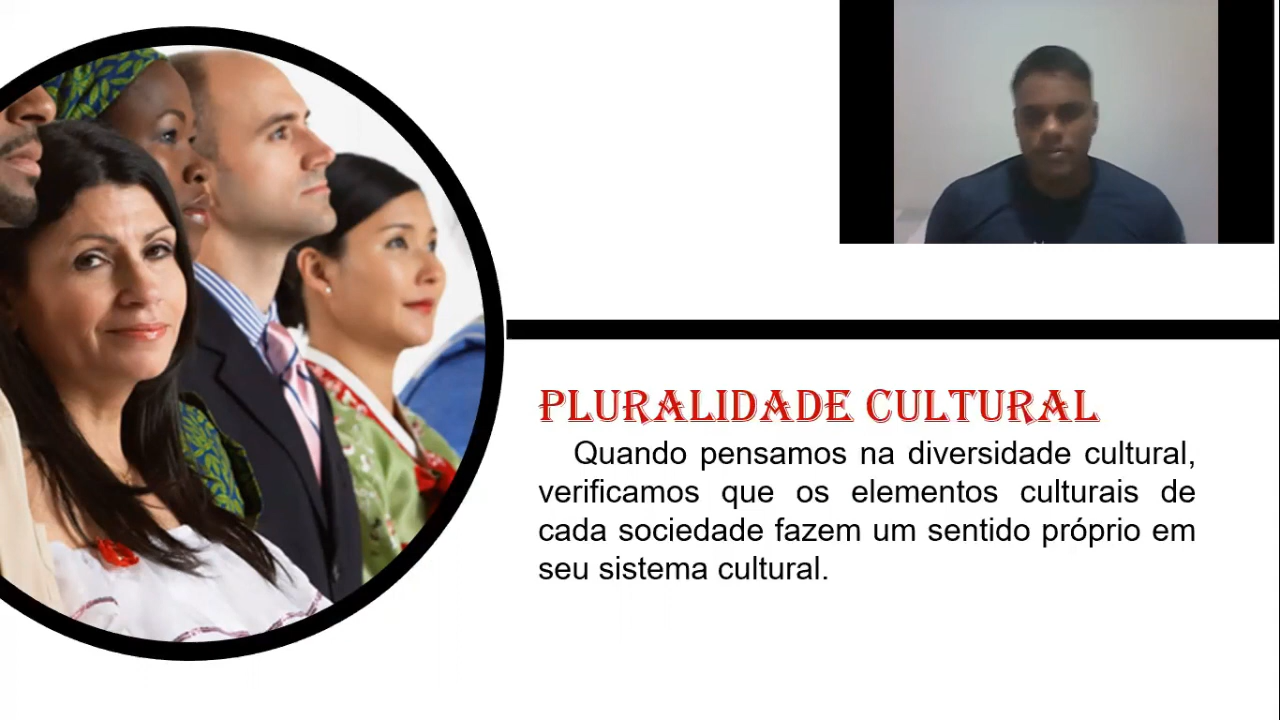 PLURALIDADE CULTURAL
Quando pensamos na diversidade cultural,
verificamos que os elementos culturais de
cada sociedade fazem um sentido próprio em
seu sistema cultural.